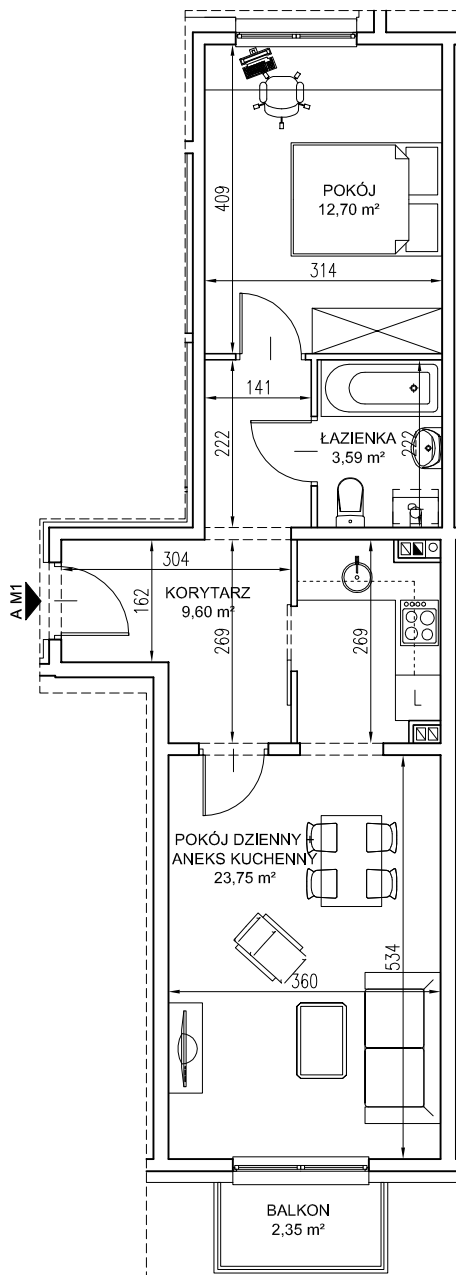 POKÓJ
12,70 m²
409
314
141
222
ŁAZIENKA
3,59 m²
222
A M1
304
KORYTARZ
9,60 m²
162
269
269
L
POKÓJ DZIENNY +
ANEKS KUCHENNY
23,75 m²
534
360
BALKON
2,35 m²